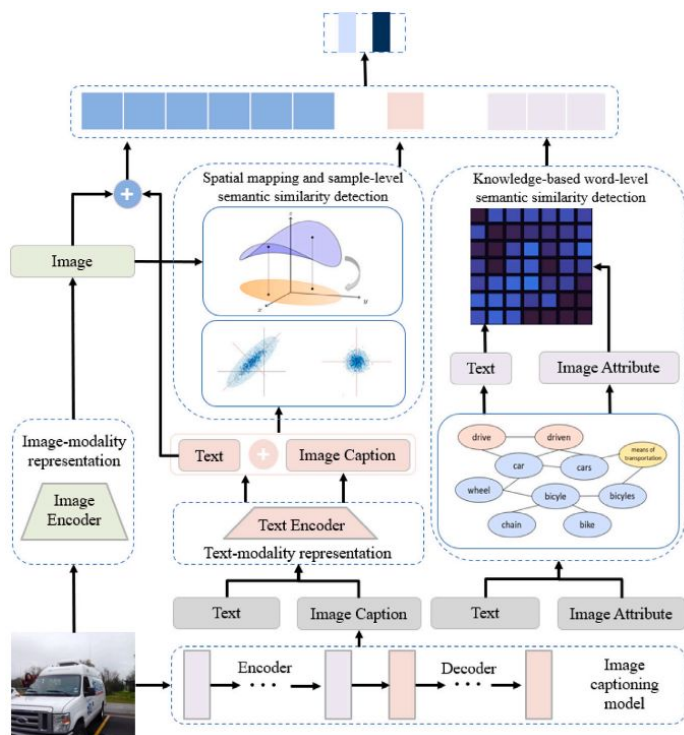 Spatial mapping and sample-level
semantic similarity detection
Knowledge-based word-level
semantic similarity detection
Image
z
x
y
Text
Image Attribute
Image-modality
representation
Image
Encoder
Text
Image Caption
drive
driven
means of
transportation
car
cars
wheel
bicycle
bicyles
chain
bike
Text Encoder
Text-modality representation
Text
Image Caption
Text
Image Attribute
Encoder
Decoder
Image
captioning
model